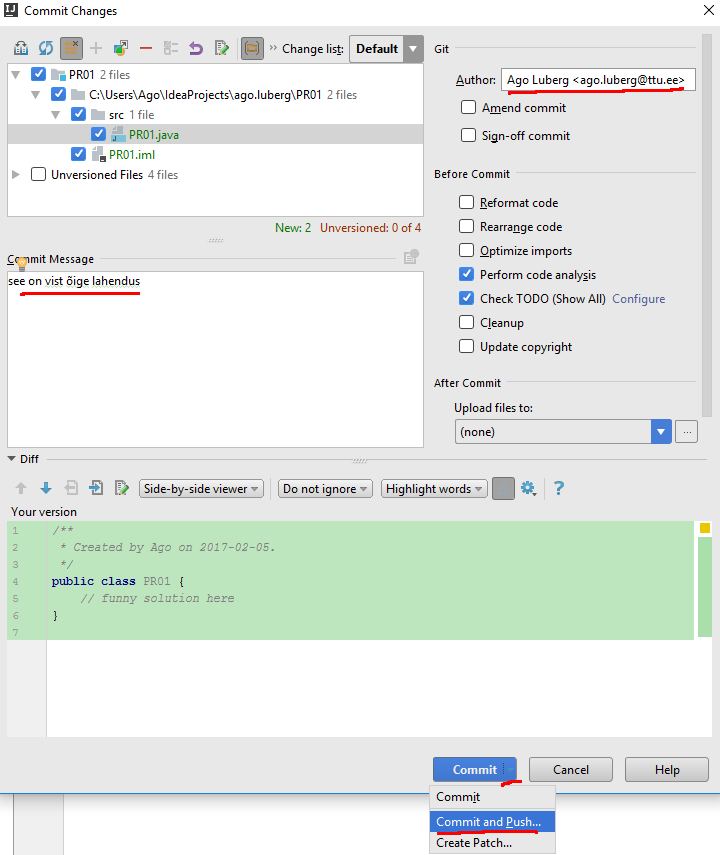 Commit Changes
Change list: Default
PR01 2 files
C:\Users\Ago\IdeaProjects\ago.luberg\PR01 2 files
src 1 file
PR01.java
PR01.iml
Unversioned Files 4 files
New: 2 Unversioned: 0 of 4
Commit Message
see on vist õige lahendus
Git
Author: Ago Luberg <ago.luberg@ttu.ee>
Amend commit
Sign-off commit
Before Commit
Reformat code
Rearrange code
Optimize imports
Perform code analysis
Check TODO (Show All) Configure
Cleanup
Update copyright
After Commit
Upload files to:
(none) ...
Diff
Side-by-side viewer Do not ignore Highlight words ?
Your version
1 /**
2 * Created by Ago on 2017-02-05.
3 */
4 public class PR01 {
5 // funny solution here
6 }
7
Commit Cancel Help
Commit
Commit and Push...
Create Patch...